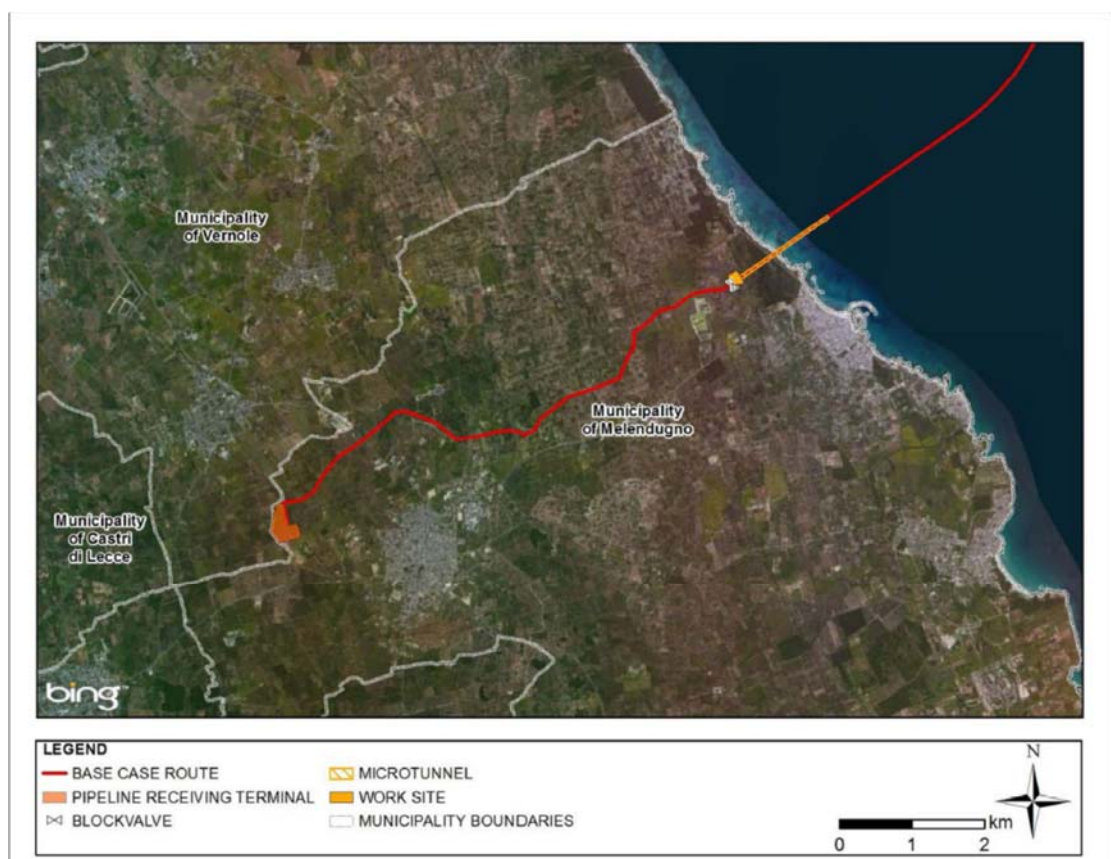 Municipality
of Vernole
Municipality
of Melendugno
Municipality
of Castri
di Lecce
bing
LEGEND
BASE CASE ROUTE
MICROTUNNEL
PIPELINE RECEIVING TERMINAL
WORK SITE
BLOCKVALVE
MUNICIPALITY BOUNDARIES
N
km
0 1 2